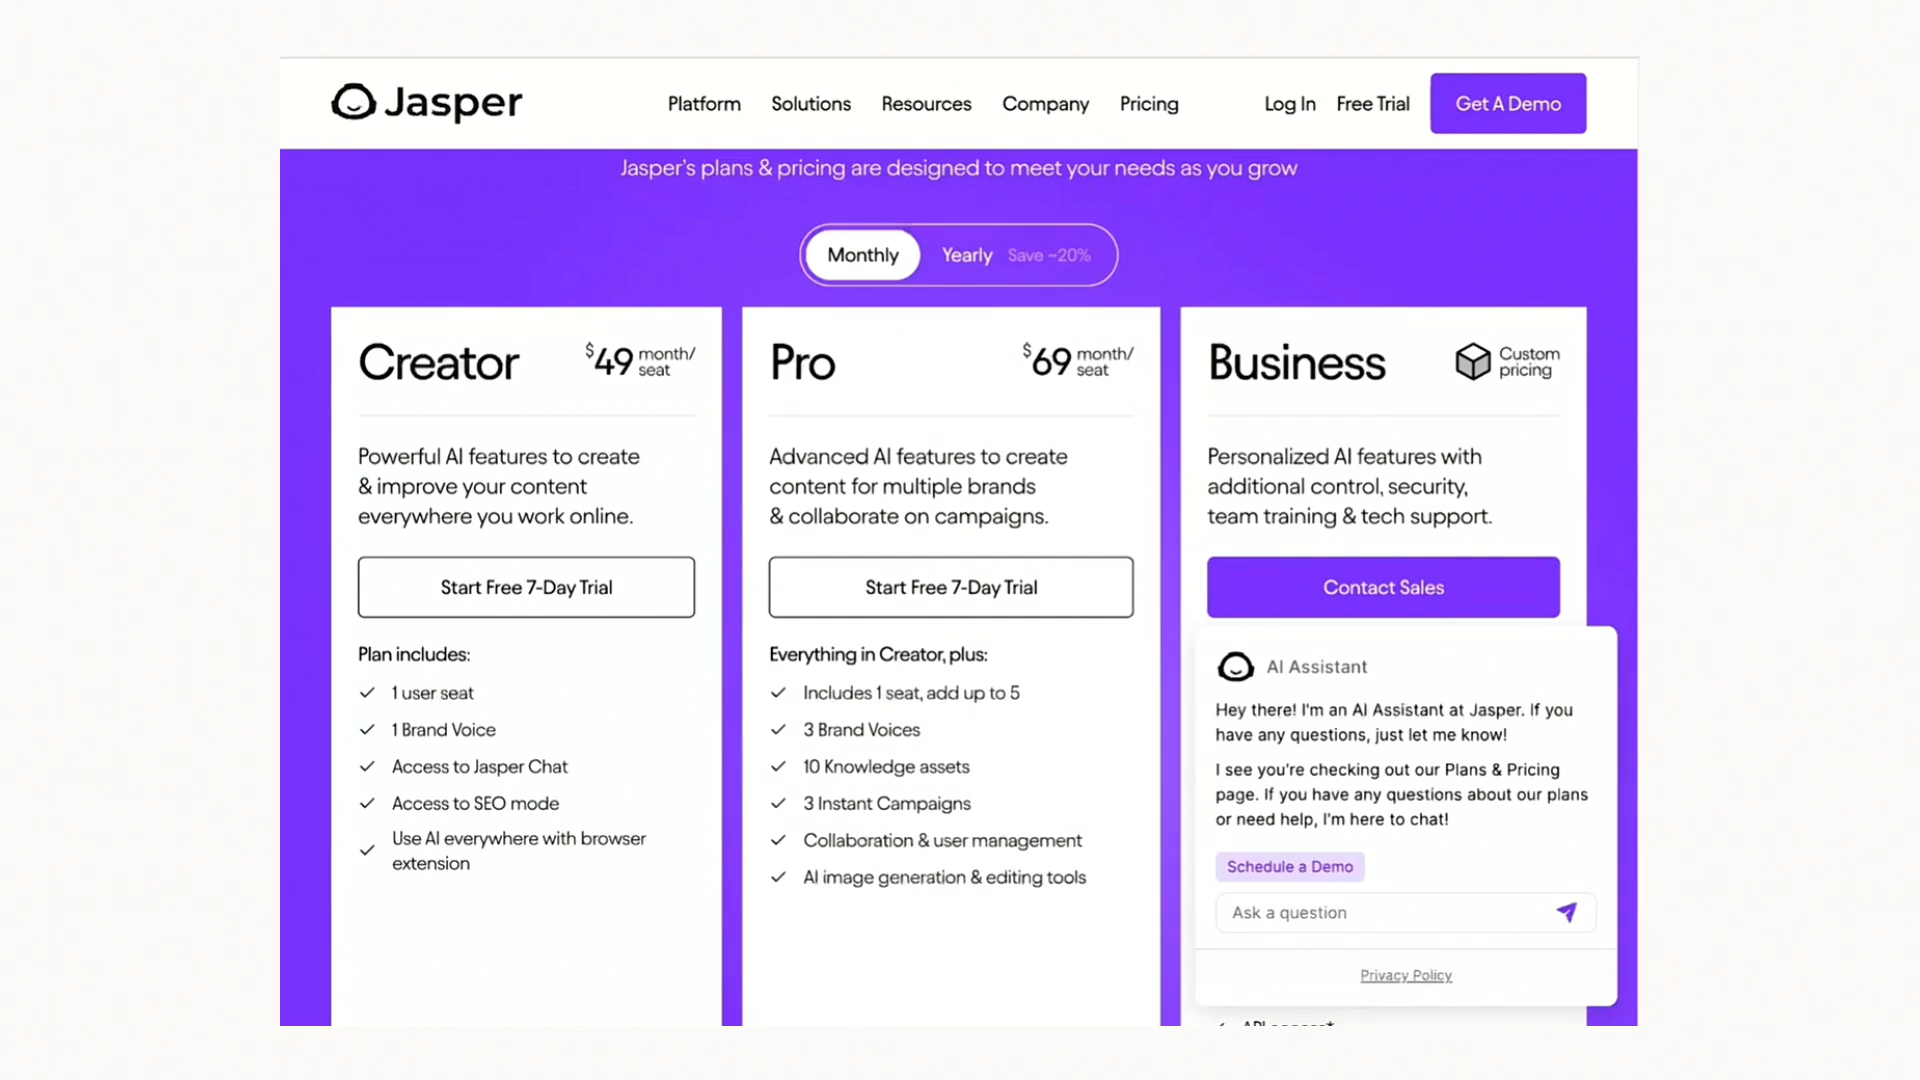 Jasper
Platform
Solutions
Resources
Company
Pricing
Log In
Free Trial
Get A Demo
Jasper's plans & pricing are designed to meet your needs as you grow
Monthly
Yearly Save ~20%
Creator
$49 month/
seat
Powerful AI features to create
& improve your content
everywhere you work online.
Start Free 7-Day Trial
Plan includes:
1 user seat
1 Brand Voice
Access to Jasper Chat
Access to SEO mode
Use AI everywhere with browser
extension
Pro
$69 month/
seat
Advanced AI features to create
content for multiple brands
& collaborate on campaigns.
Start Free 7-Day Trial
Everything in Creator, plus:
Includes 1 seat, add up to 5
3 Brand Voices
10 Knowledge assets
3 Instant Campaigns
Collaboration & user management
AI image generation & editing tools
Business
Custom
pricing
Personalized AI features with
additional control, security,
team training & tech support.
Contact Sales
AI Assistant
Hey there! I'm an AI Assistant at Jasper. If you
have any questions, just let me know!
I see you're checking out our Plans & Pricing
page. If you have any questions about our plans
or need help, I'm here to chat!
Schedule a Demo
Ask a question
Privacy Policy